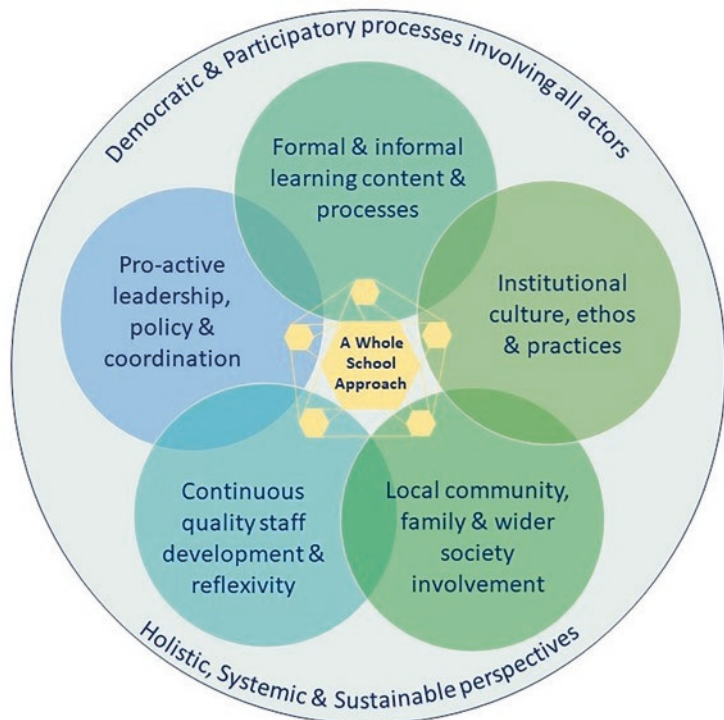 Democratic & Participatory processes involving all actors
Formal & informal
learning content &
processes
Pro-active
leadership,
policy &
coordination
Institutional
culture, ethos
& practices
A Whole
School
Approach
Continuous
quality staff
development &
reflexivity
Local community,
family & wider
society
involvement
Holistic, Systemic & Sustainable perspectives